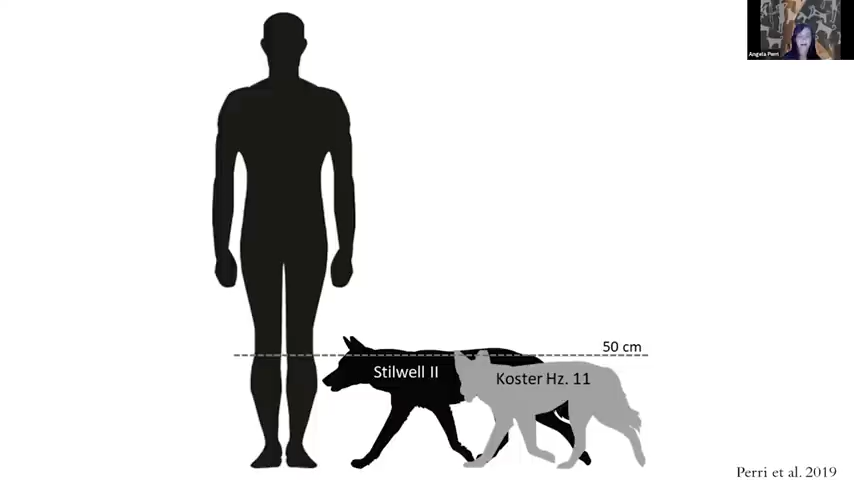 Angela Perri
50 cm
Stilwell II
Koster Hz. 11
Perri et al. 2019